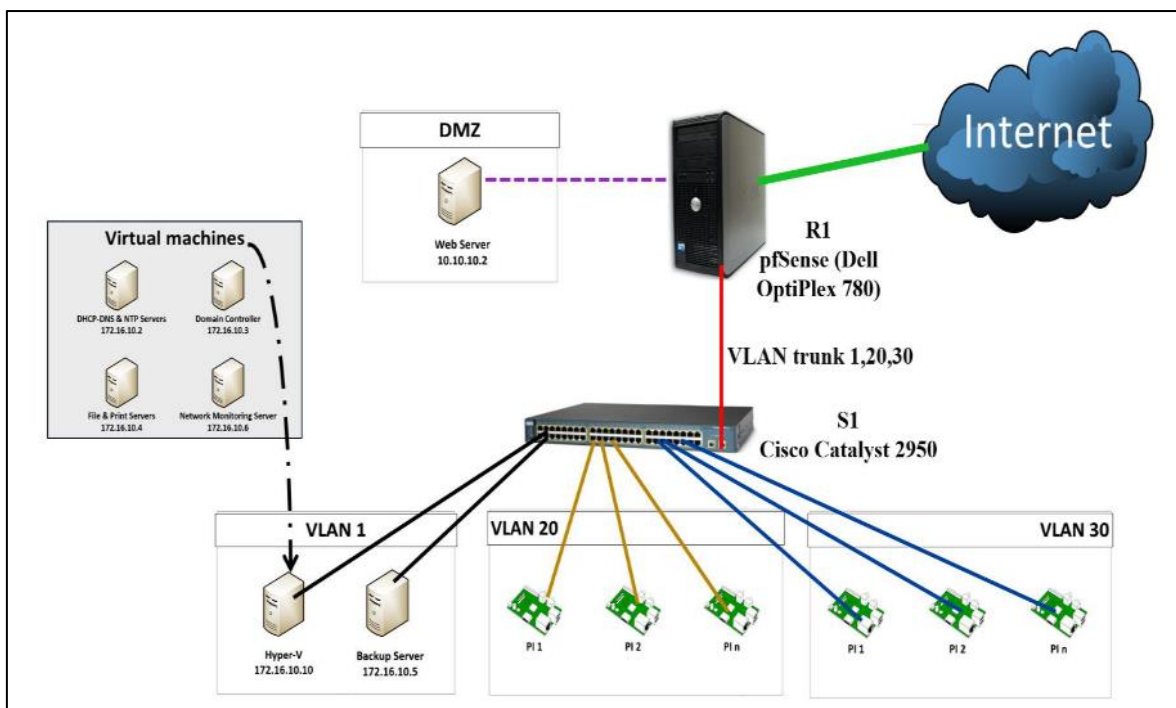 Internet
DMZ
Web Server
10.10.10.2
R1
pfSense (Dell
OptiPlex 780)
Virtual machines
DHCP-DNS & NTP Servers
172.16.10.2
Domain Controller
172.16.10.3
File & Print Servers
172.16.10.4
Network Monitoring Server
172.16.10.6
VLAN trunk 1,20,30
S1
Cisco Catalyst 2950
VLAN 1
Hyper-V
172.16.10.10
Backup Server
172.16.10.5
VLAN 20
PI 1
PI 2
PI n
VLAN 30
PI 1
PI 2
PI n